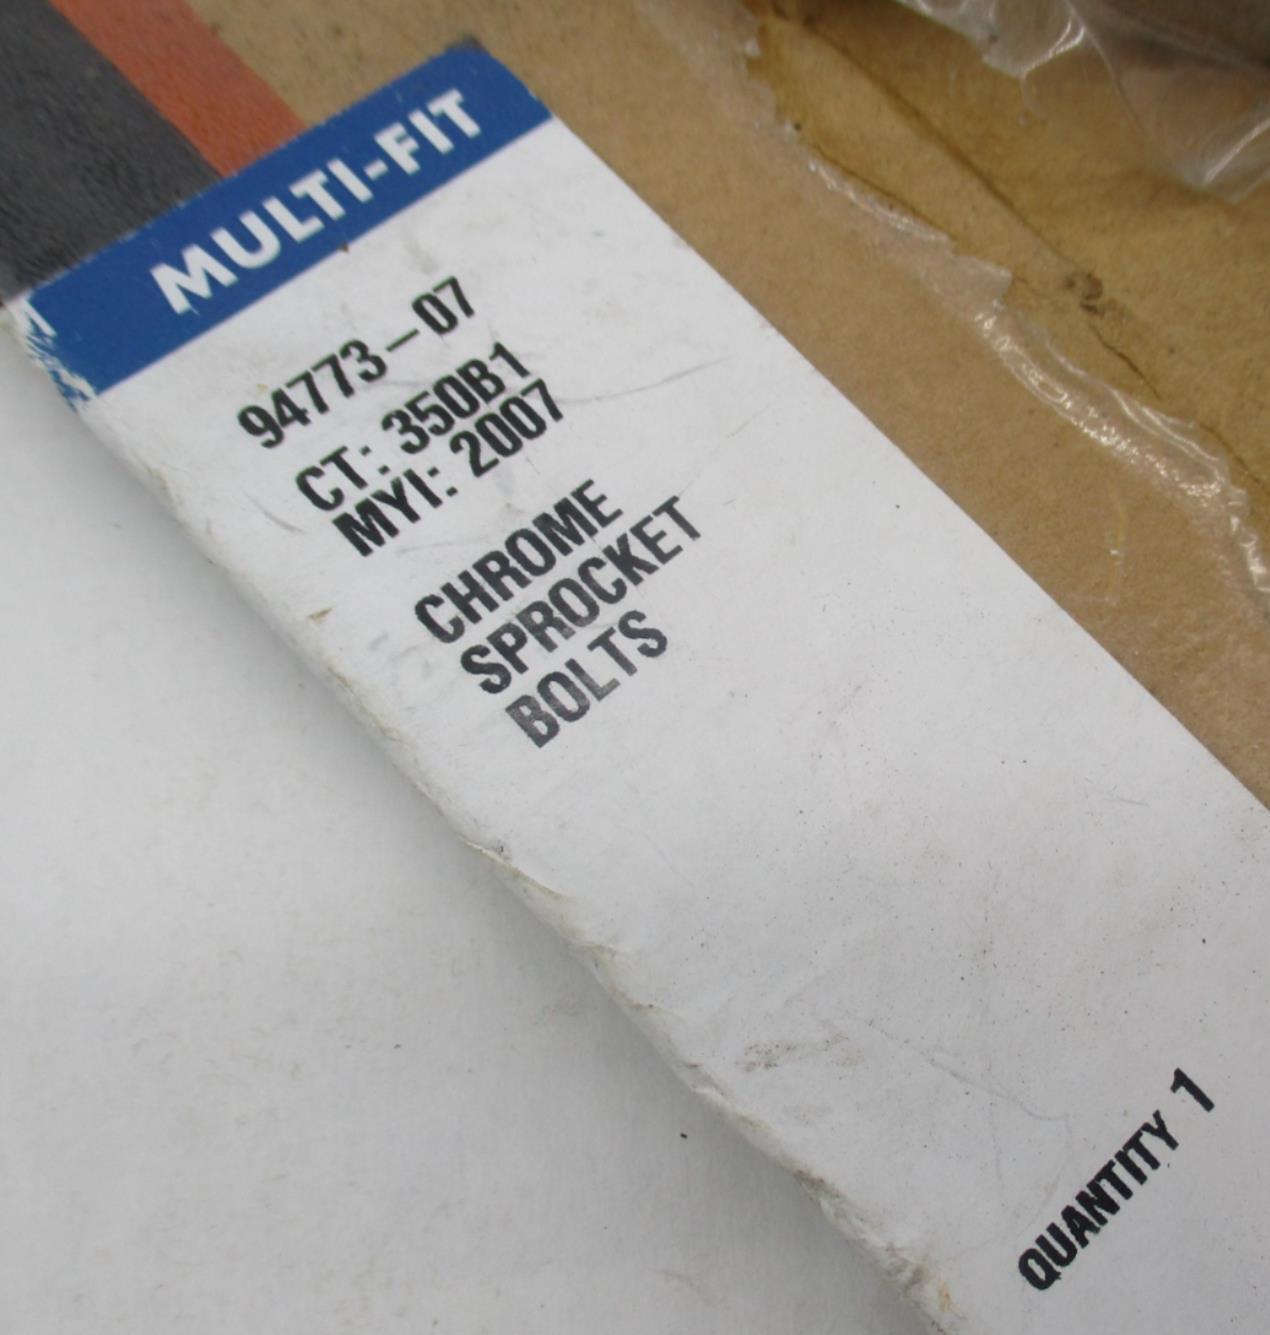 MULTI-FIT
94773-07
CT: 350B1
MYI: 2007
CHROME
SPROCKET
BOLTS
QUANTITY 1